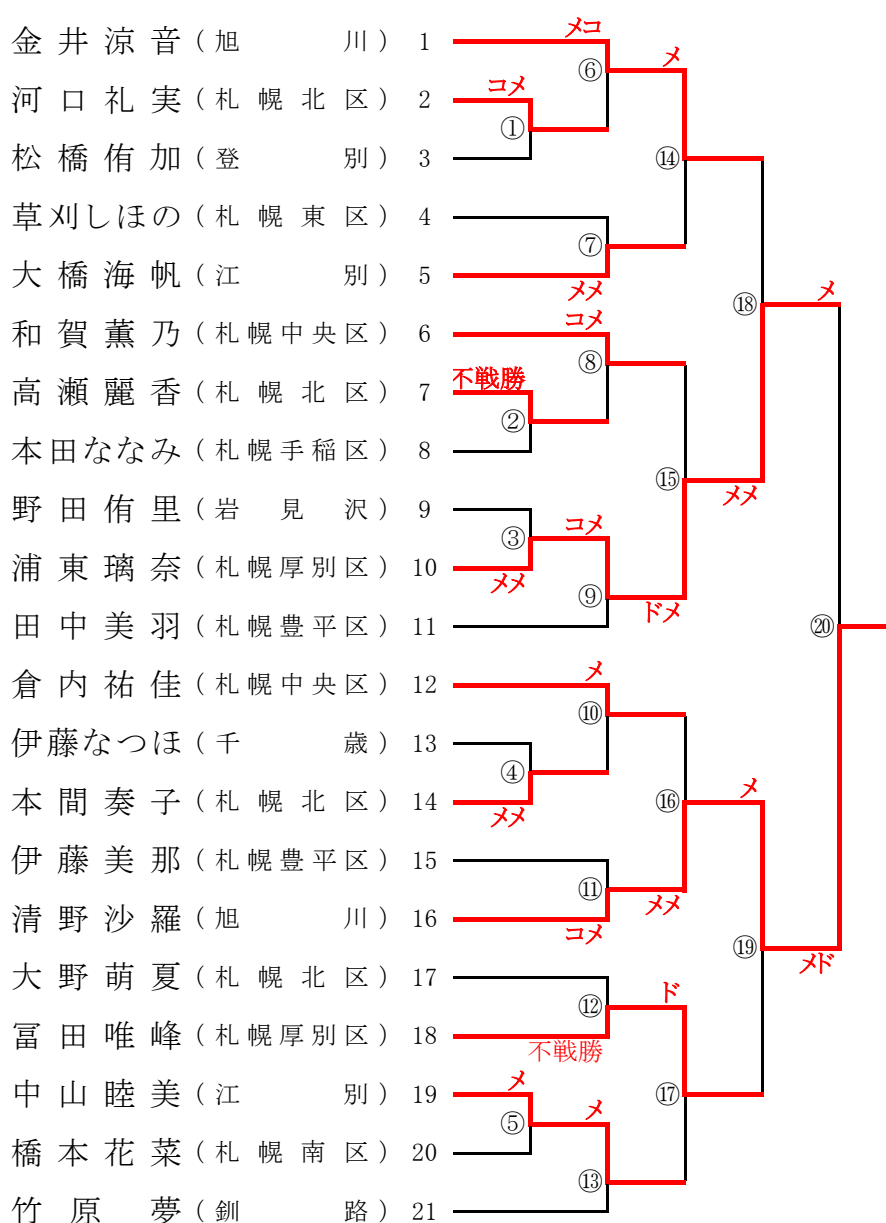 メコ
金井涼音（旭川）1
メ
⑥
コメ
河口礼実（札幌北区）2
①
松橋侑加（登別）3
⑭
草刈しほの（札幌東区）4
⑦
大橋海帆（江別）5
メメ
メ
⑱
コメ
和賀薫乃（札幌中央区）6
⑧
不戦勝
高瀬麗香（札幌北区）7
②
本田ななみ（札幌手稲区）8
⑮
メメ
野田侑里（岩見沢）9
コメ
③
浦東璃奈（札幌厚別区）10
メメ
⑨
ドメ
田中美羽（札幌豊平区）11
⑳
メ
倉内祐佳（札幌中央区）12
⑩
伊藤なつほ（千歳）13
④
メ
本間奏子（札幌北区）14
⑯
メメ
伊藤美那（札幌豊平区）15
⑪
メメ
清野沙羅（旭川）16
コメ
⑲
メド
大野萌夏（札幌北区）17
ド
⑫
冨田唯峰（札幌厚別区）18
不戦勝
メ
中山睦美（江別）19
⑰
メ
⑤
橋本花菜（札幌南区）20
⑬
竹原夢（釧路）21